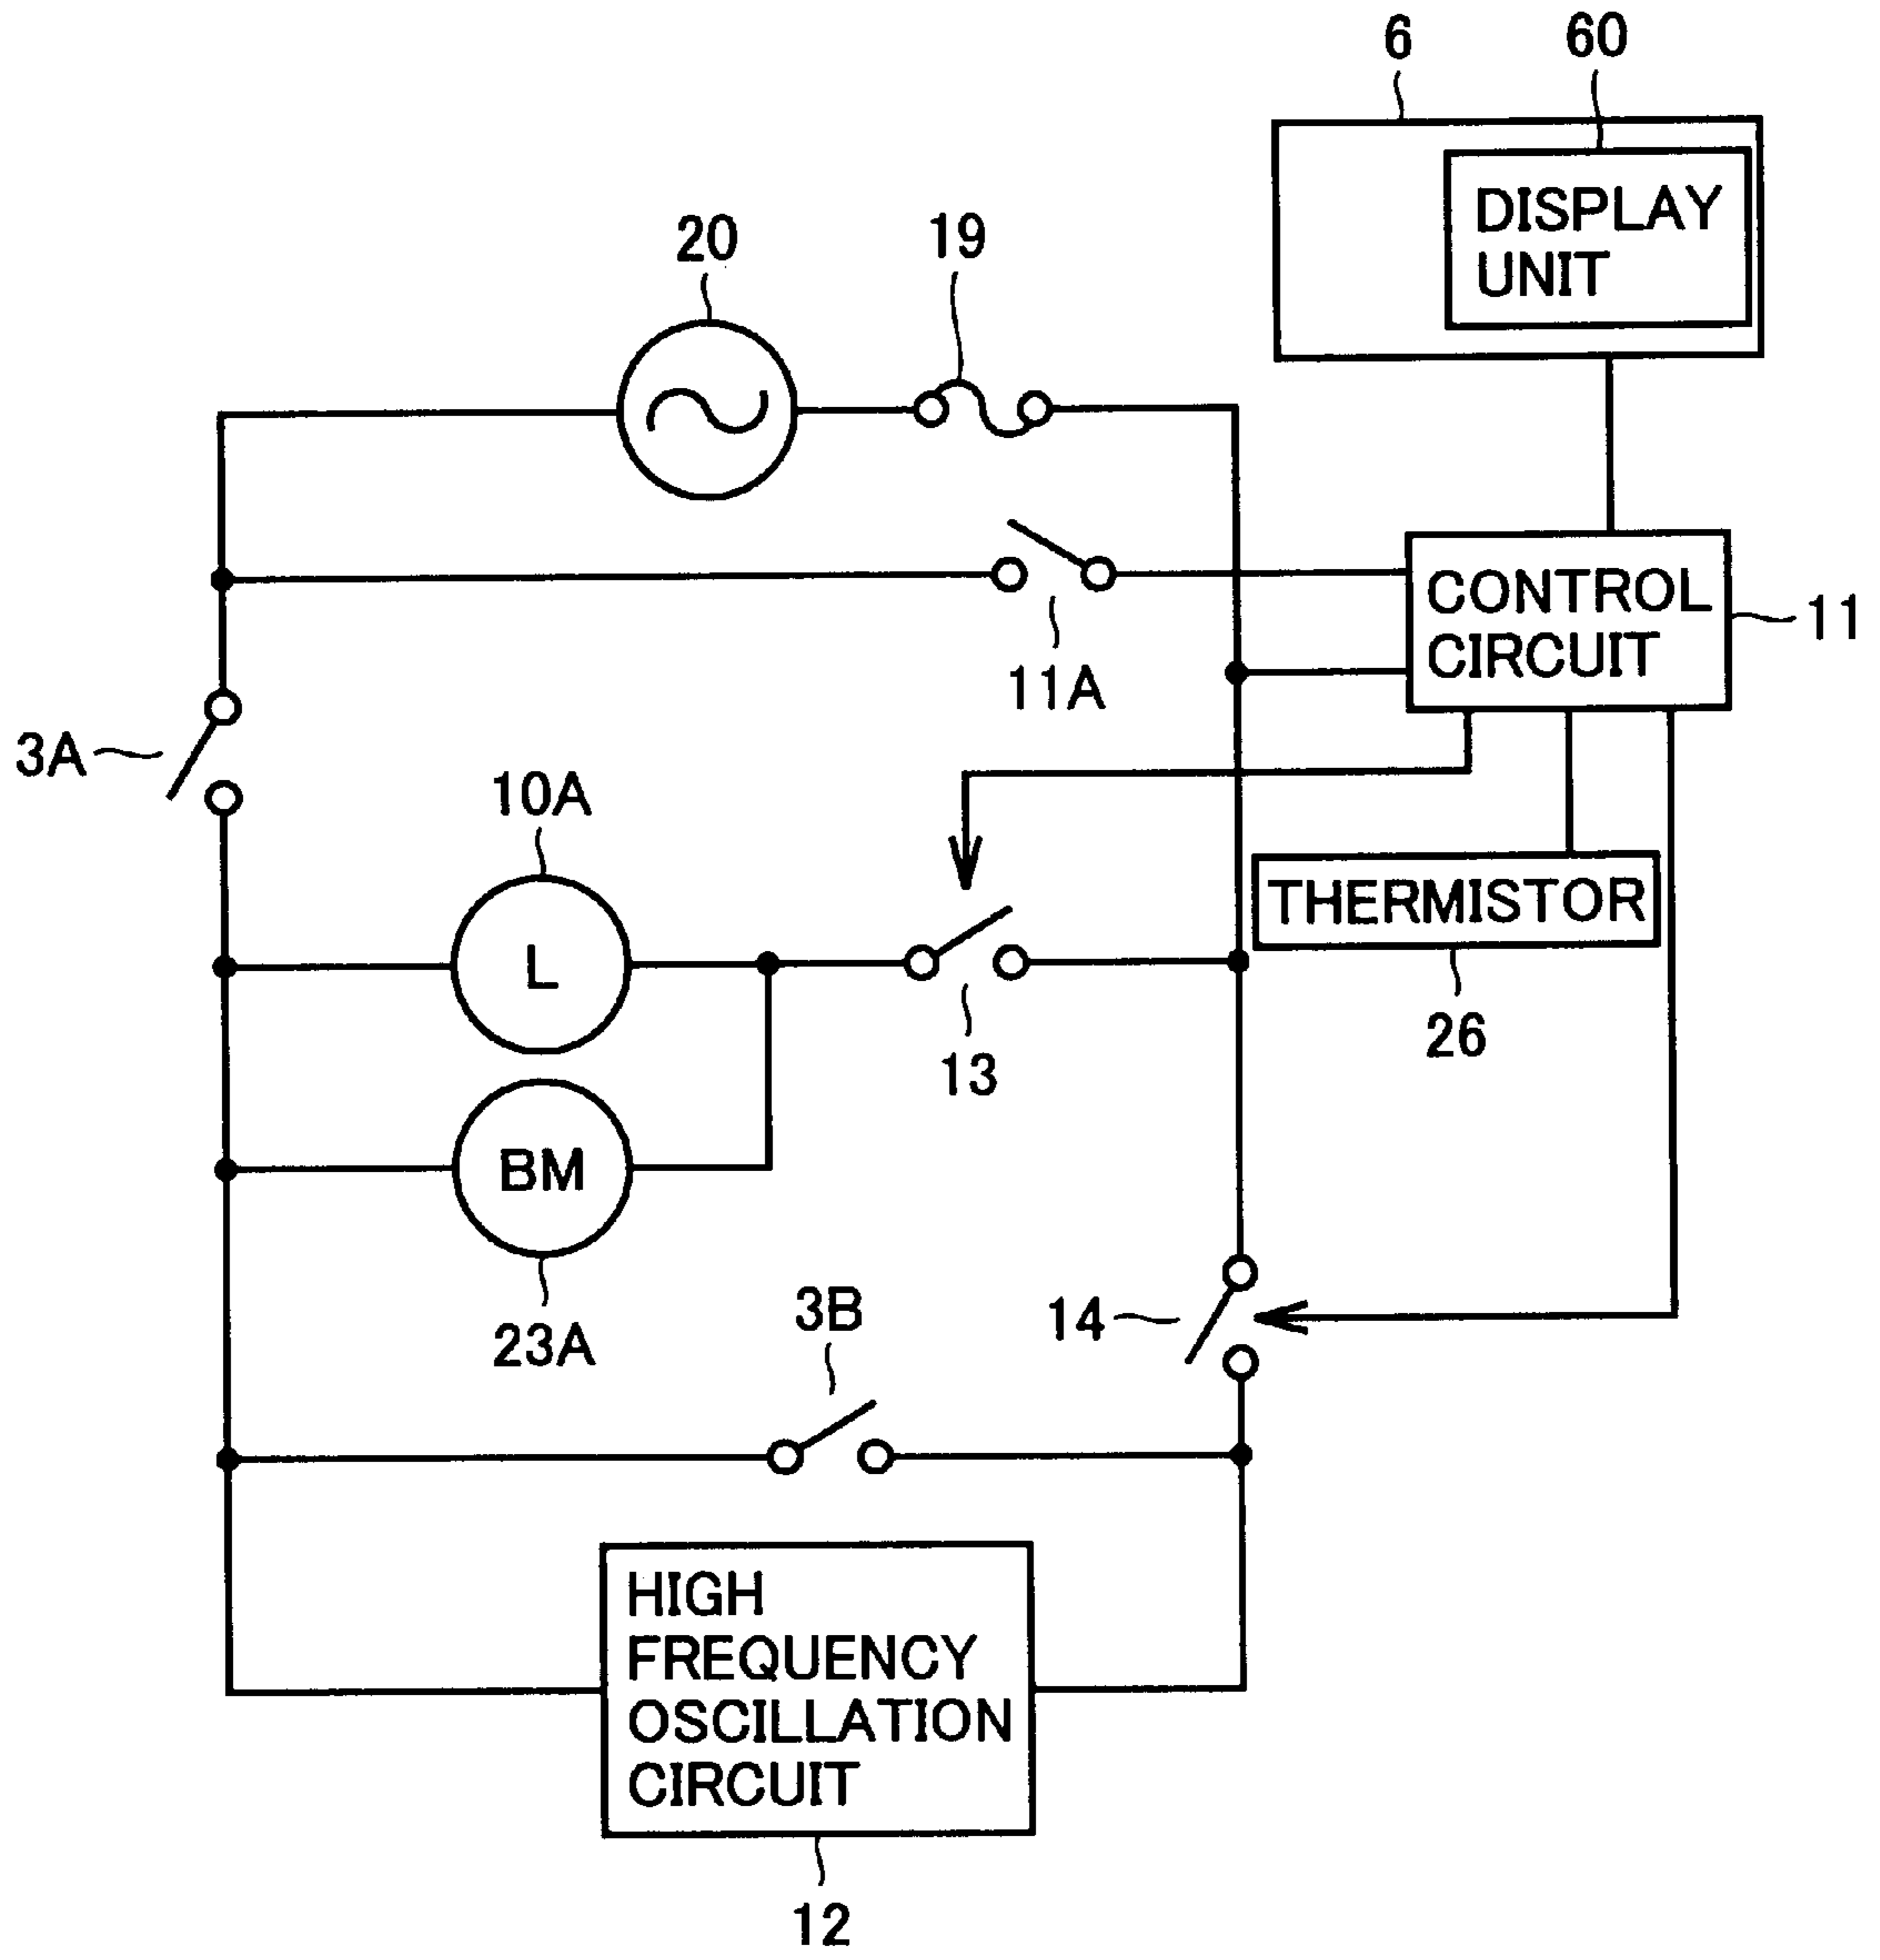 6
60
DISPLAY
UNIT
20
19
CONTROL
CIRCUIT
11
11A
3A
10A
L
THERMISTOR
26
13
BM
23A
3B
14
HIGH
FREQUENCY
OSCILLATION
CIRCUIT
12